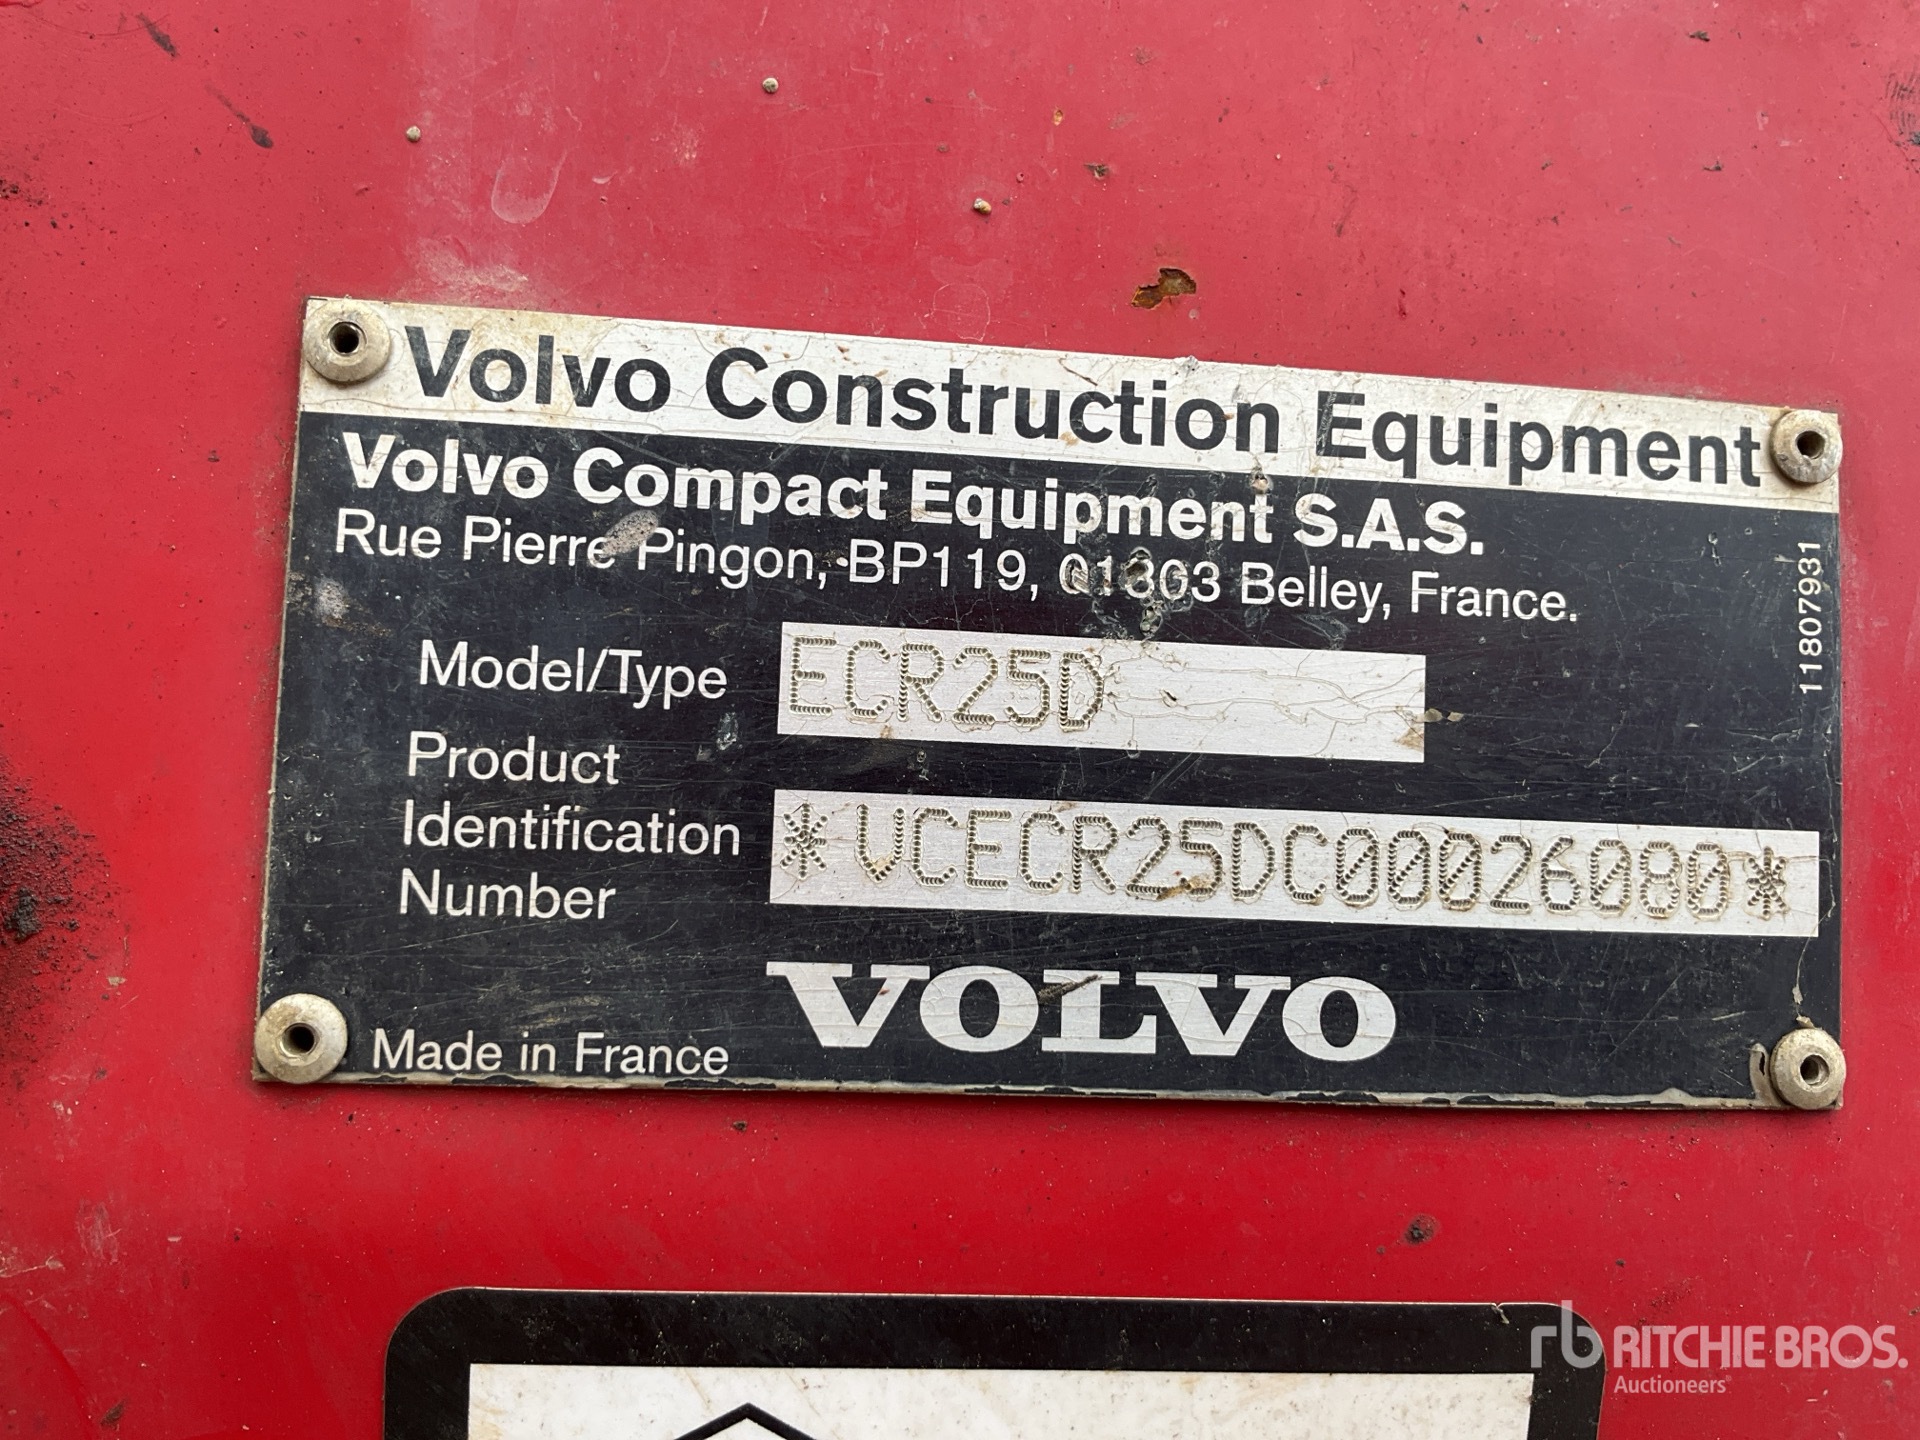 Volvo Construction Equipment
Volvo Compact Equipment S.A.S.
Rue Pierre Pingon, BP119, 01303 Belley, France.
11807931
Model/Type ECR25D
Product
Identification
Number
*VCECR25DC00026080*
VOLVO
Made in France
rb RITCHIE BROS.
Auctioneers